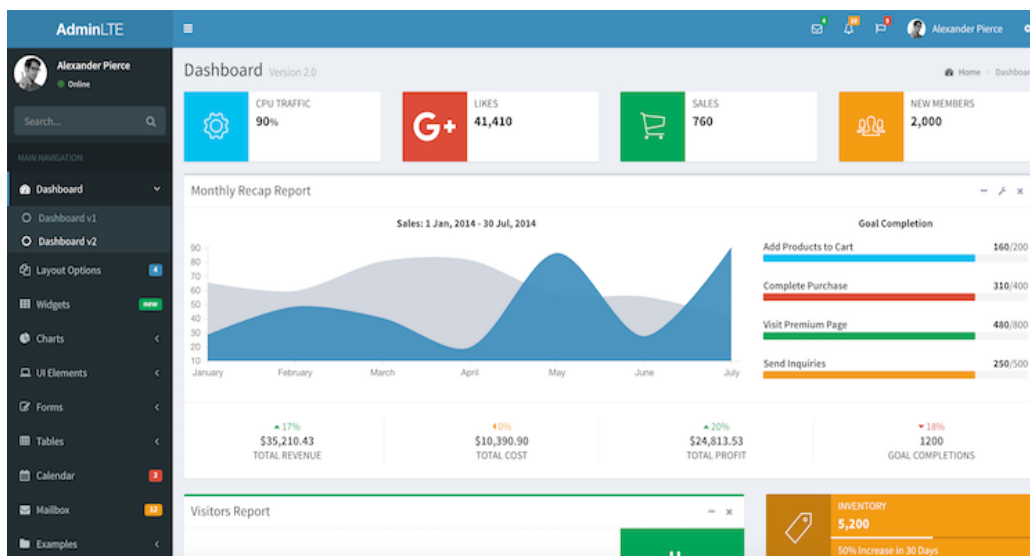 AdminLTE
4
10
9
Alexander Pierce
Alexander Pierce
Online
Search...
MAIN NAVIGATION
Dashboard
Dashboard v1
Dashboard v2
Layout Options 4
Widgets new
Charts
UI Elements
Forms
Tables
Calendar 3
Mailbox 12
Examples
Dashboard Version 2.0
Home > Dashboar
CPU TRAFFIC
90%
G+
LIKES
41,410
SALES
760
NEW MEMBERS
2,000
Monthly Recap Report
Sales: 1 Jan, 2014 - 30 Jul, 2014
90
80
70
60
50
40
30
20
10
January February March April May June July
Goal Completion
Add Products to Cart 160/200
Complete Purchase 310/400
Visit Premium Page 480/800
Send Inquiries 250/500
17%
$35,210.43
TOTAL REVENUE
0%
$10,390.90
TOTAL COST
20%
$24,813.53
TOTAL PROFIT
18%
1200
GOAL COMPLETIONS
Visitors Report
INVENTORY
5,200
50% Increase in 30 Days